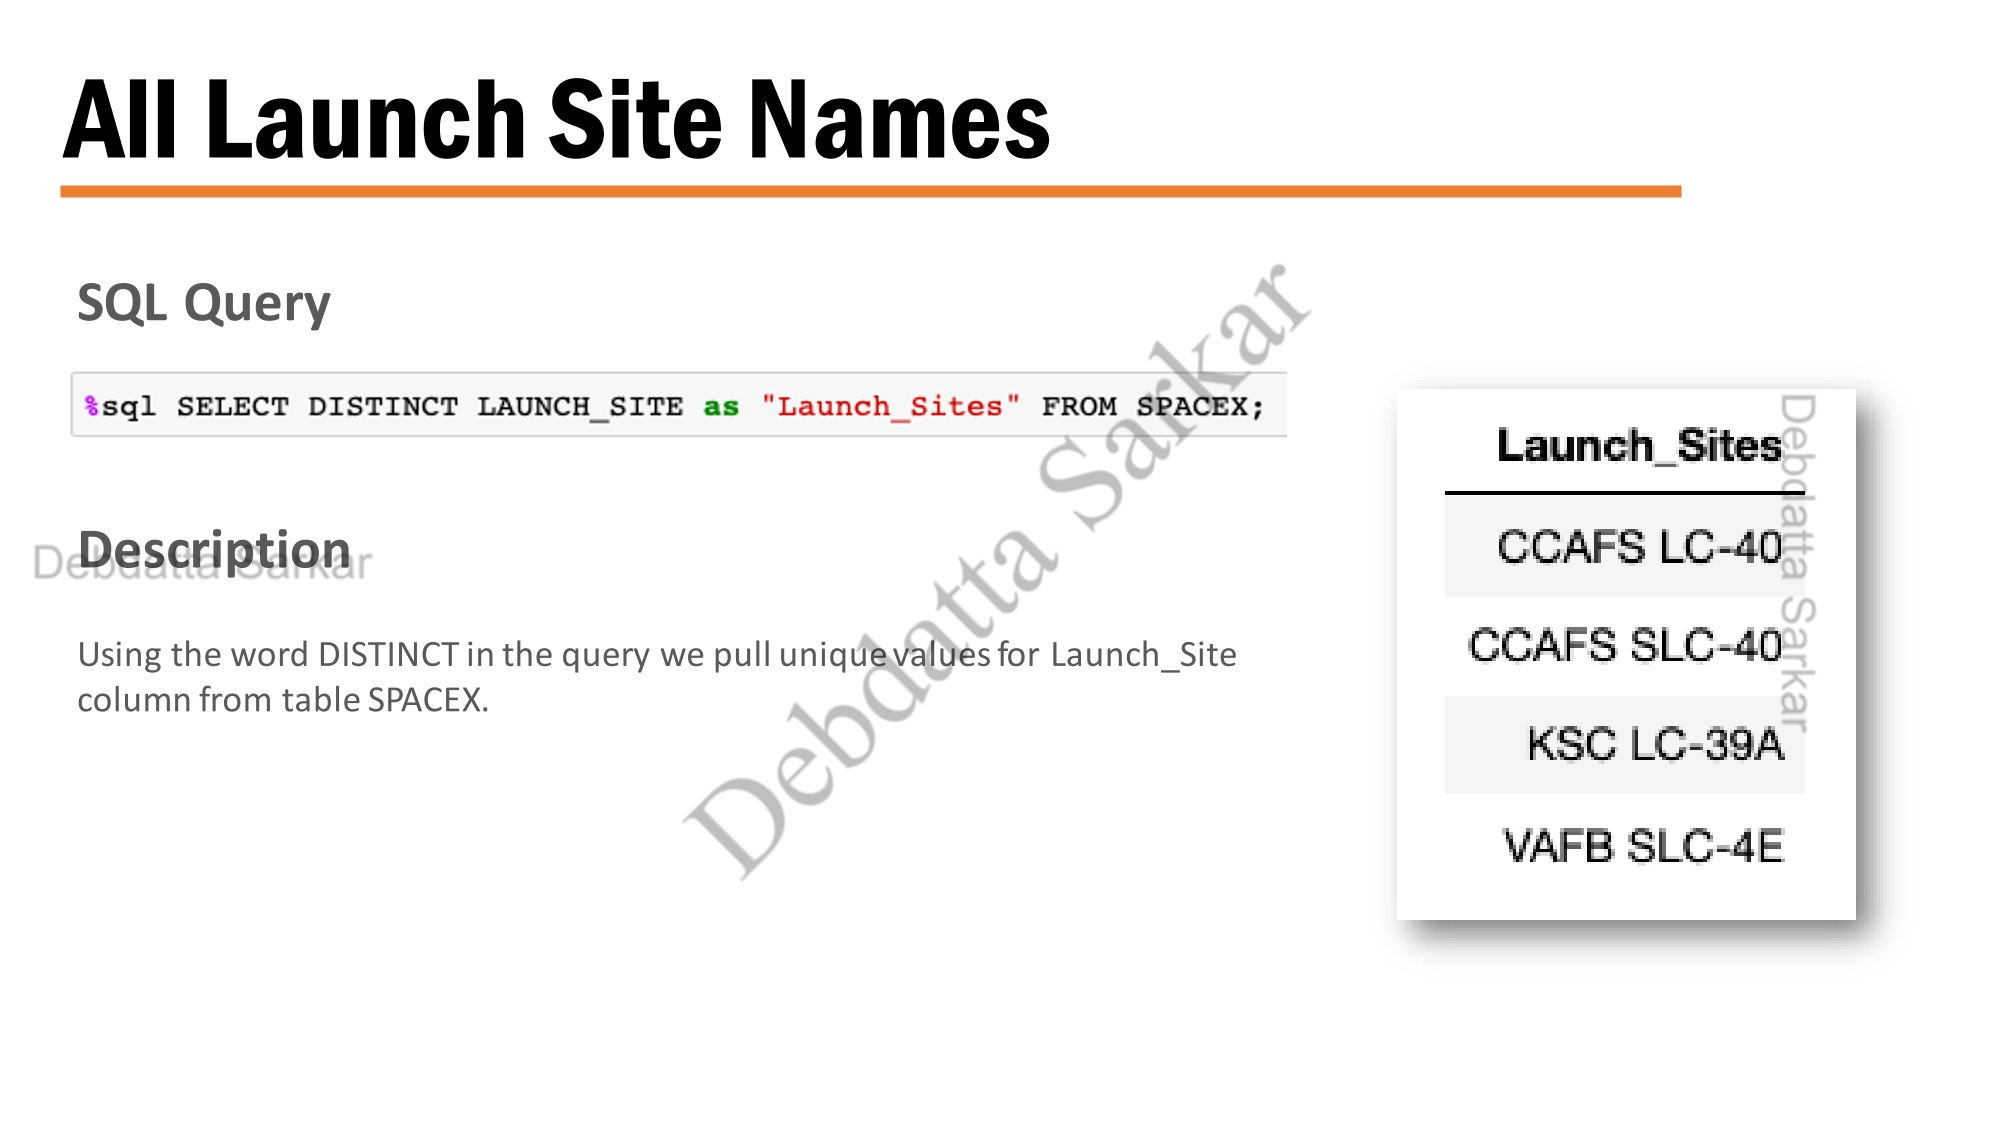 All Launch Site Names
SQL Query
%sql SELECT DISTINCT LAUNCH_SITE as "Launch_Sites" FROM SPACEX;
Description
Debdatta Sarkar
Using the word DISTINCT in the query we pull unique values for Launch_Site
column from table SPACEX.
Debdatta Sarkar
Launch_Sites
CCAFS LC-40
CCAFS SLC-40
KSC LC-39A
VAFB SLC-4E
Debdatta Sarkar